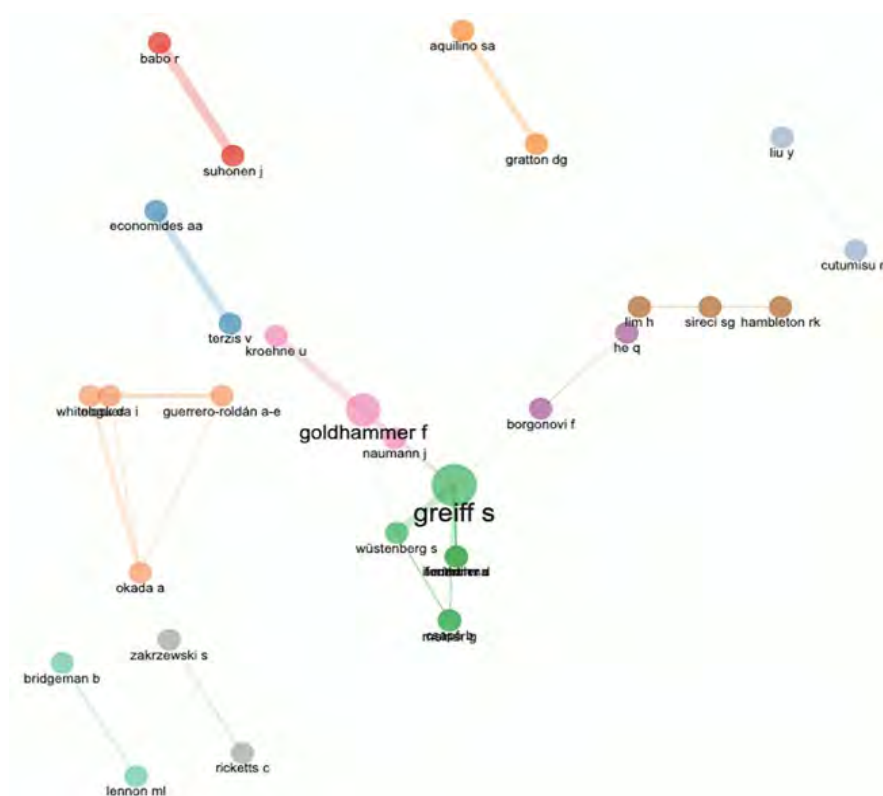 aquilino sa
babo r
liu y
gratton dg
suhonen j
economides aa
cutumisu
terzis v
lim h
sireci sg
hambleton rk
he q
kroehne u
guerrero-roldán a-e
borgonovi f
goldhammer f
naumann j
greiff s
wüstenberg s
okada a
zakrzewski s
bridgeman b
ricketts c
lennon ml